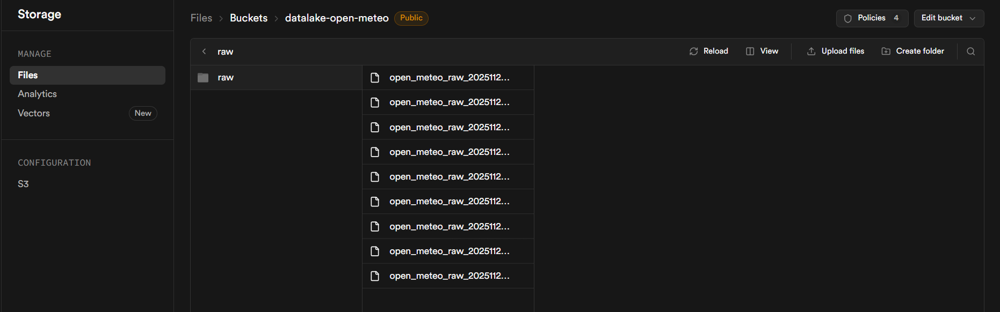 Storage
MANAGE
Files
Analytics
Vectors New
CONFIGURATION
S3
Files > Buckets > datalake-open-meteo Public
Policies 4 Edit bucket
raw
Reload View Upload files Create folder
raw
open_meteo_raw_2025112...
open_meteo_raw_2025112...
open_meteo_raw_2025112...
open_meteo_raw_2025112...
open_meteo_raw_2025112...
open_meteo_raw_2025112...
open_meteo_raw_2025112...
open_meteo_raw_2025112...
open_meteo_raw_2025112...